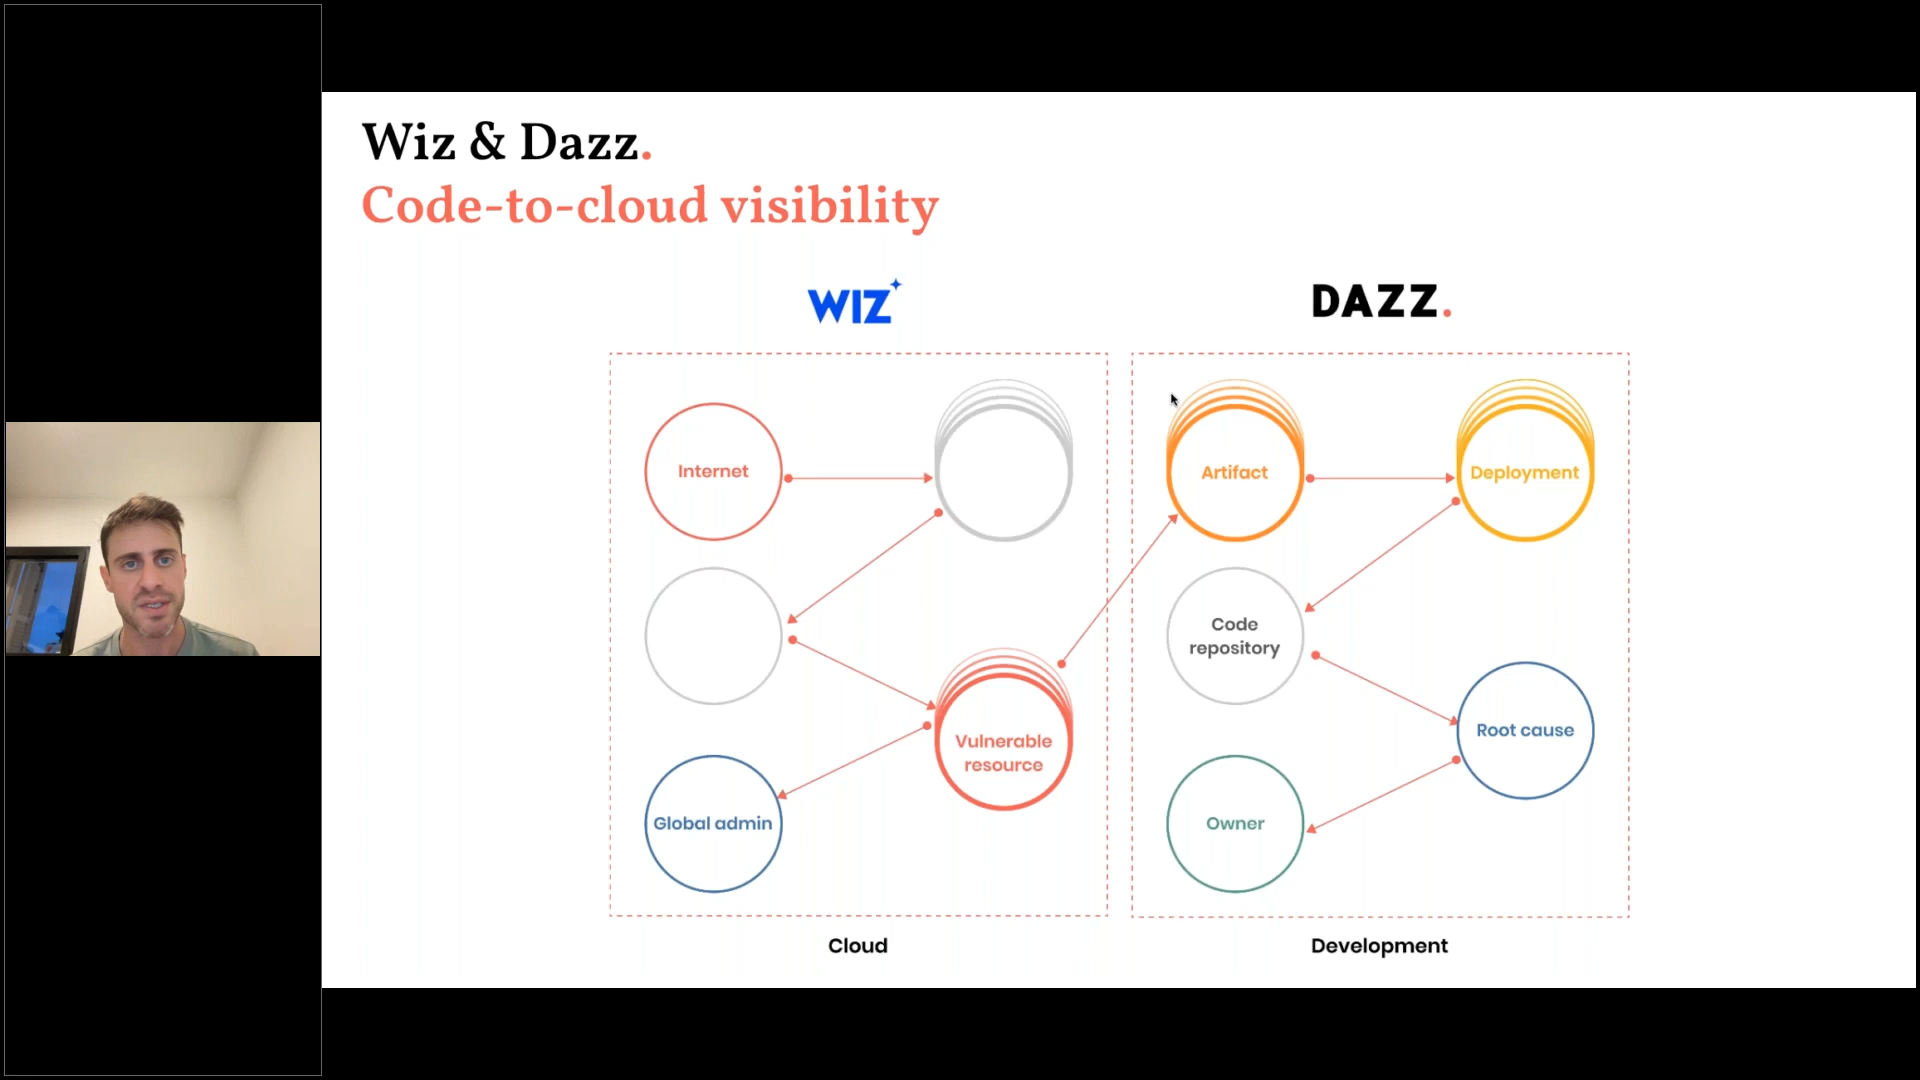 Wiz & Dazz.
Code-to-cloud visibility
WIZ
DAZZ.
Internet
Vulnerable
resource
Global admin
Artifact
Deployment
Code
repository
Root cause
Owner
Cloud
Development